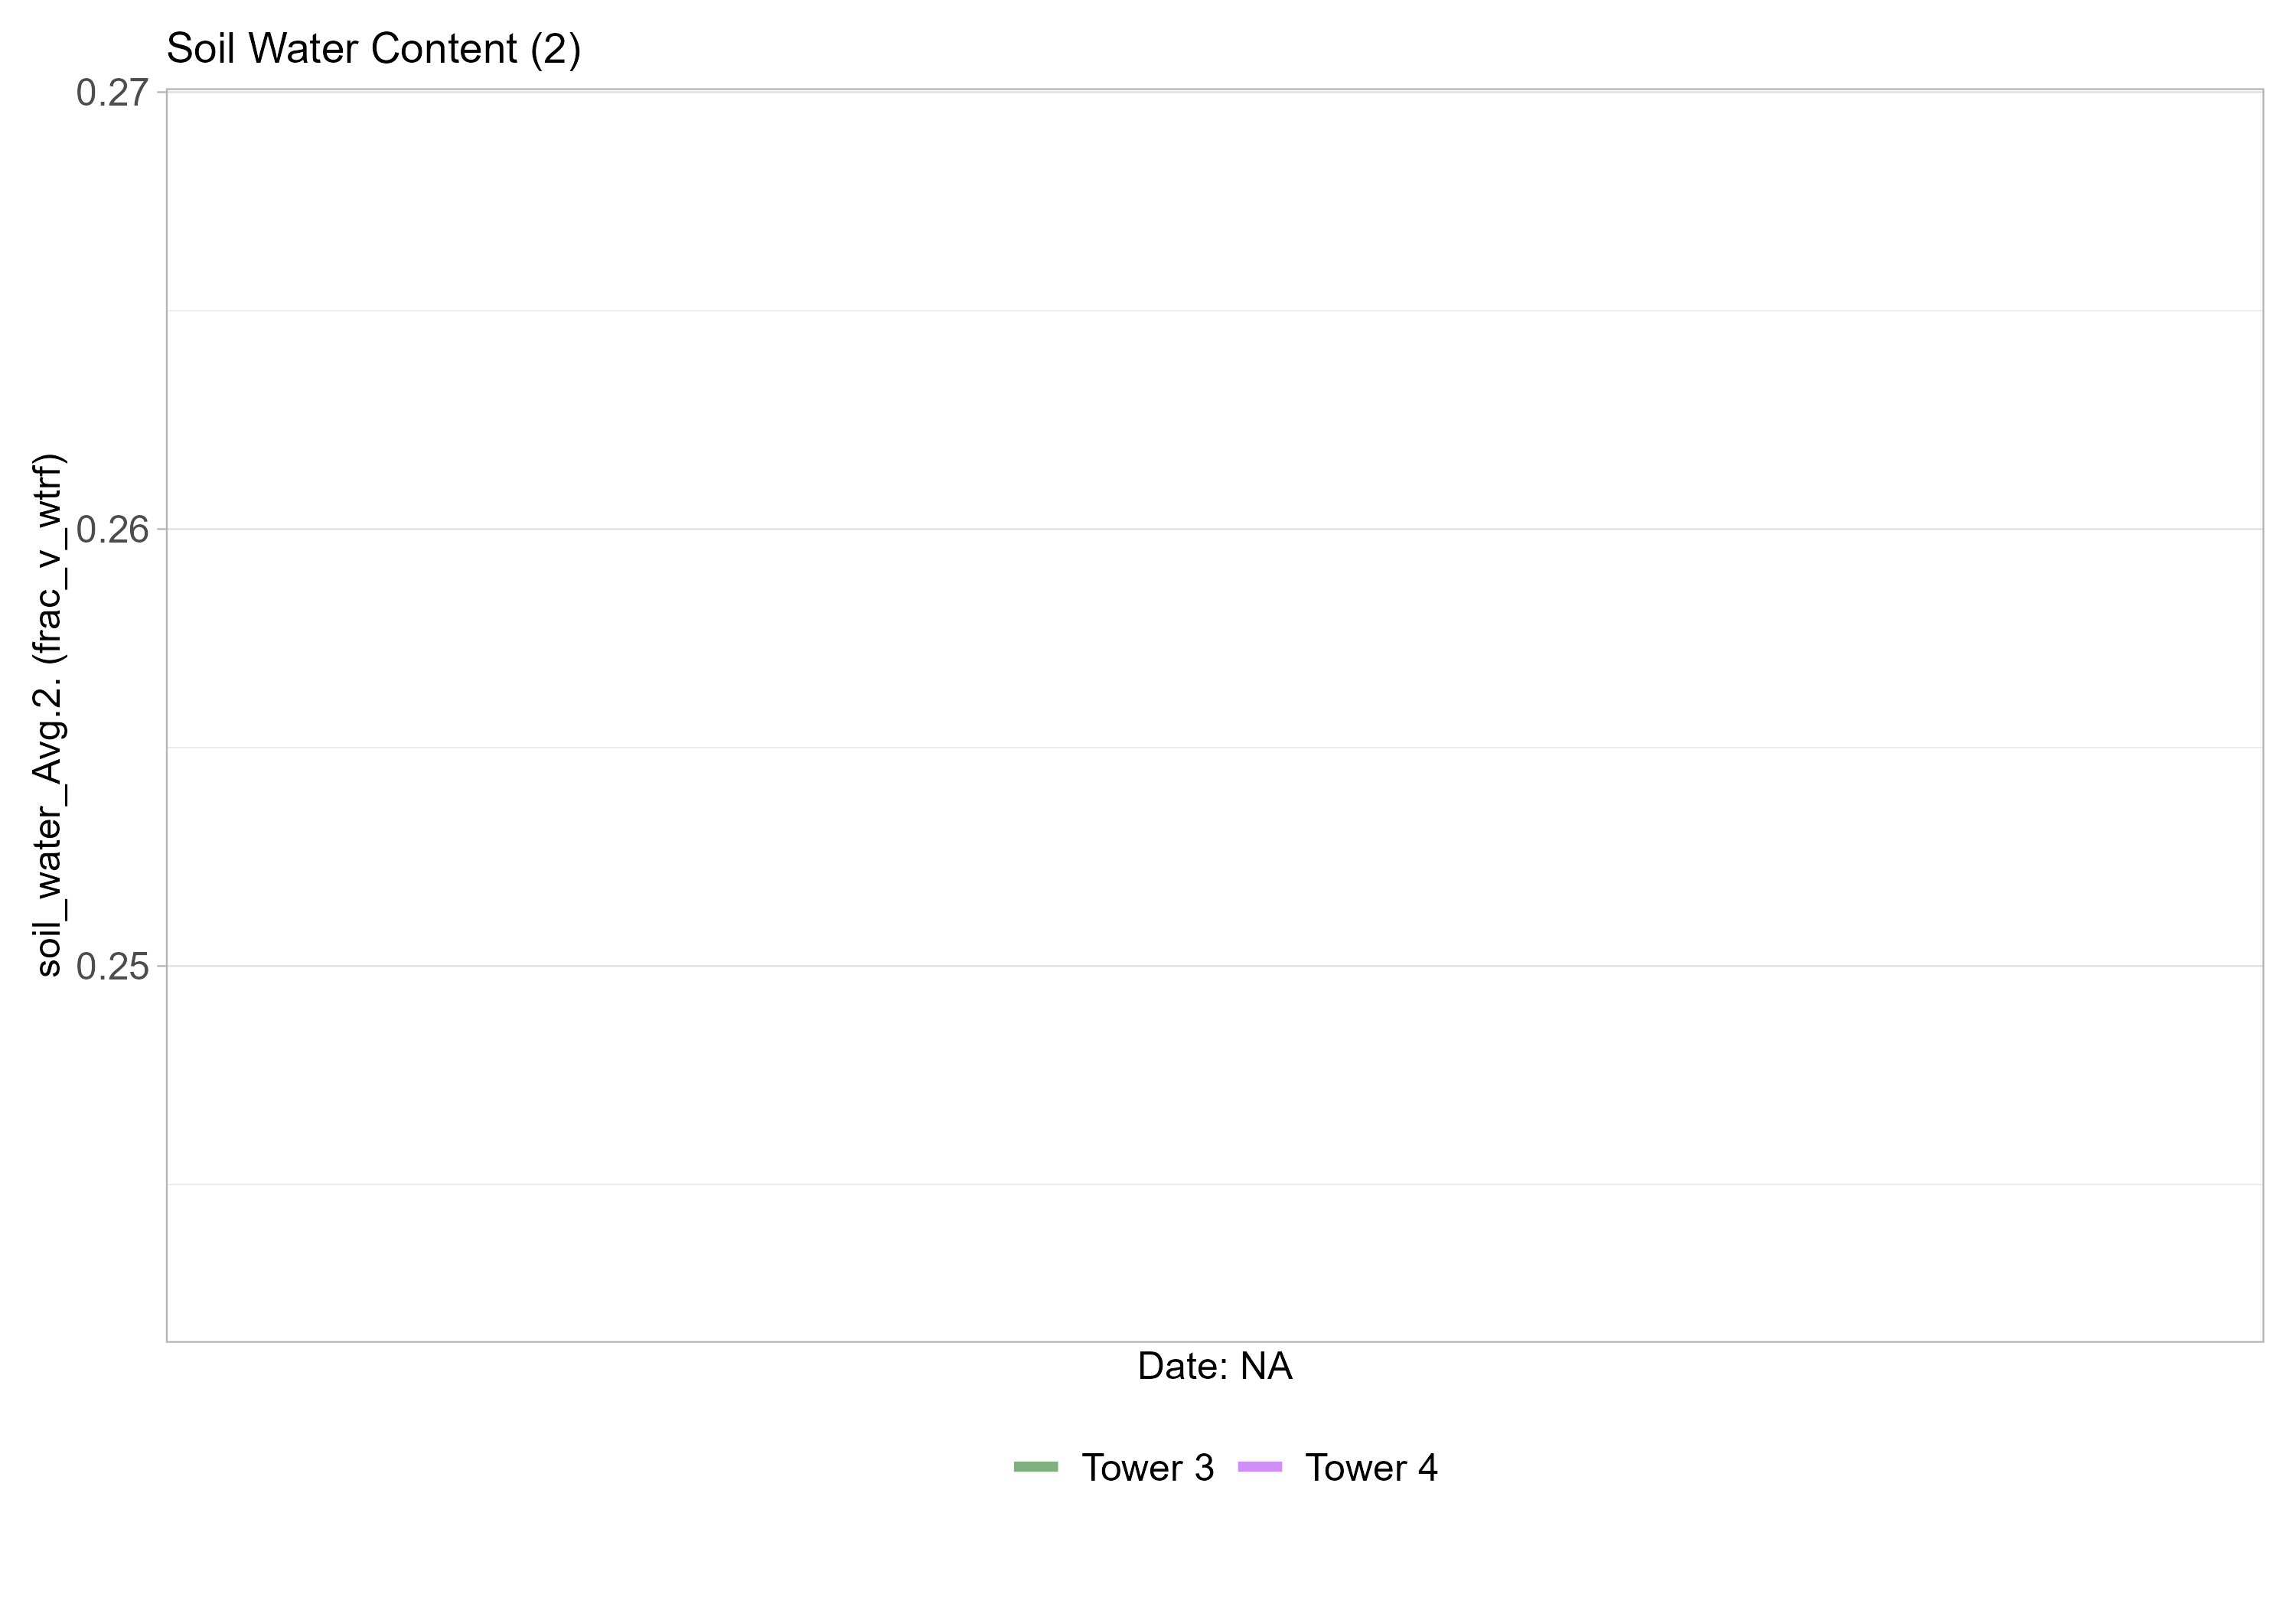 Soil Water Content (2)
0.27
0.26
0.25
soil_water_Avg.2. (frac_v_wtrf)
Date: NA
Tower 3
Tower 4